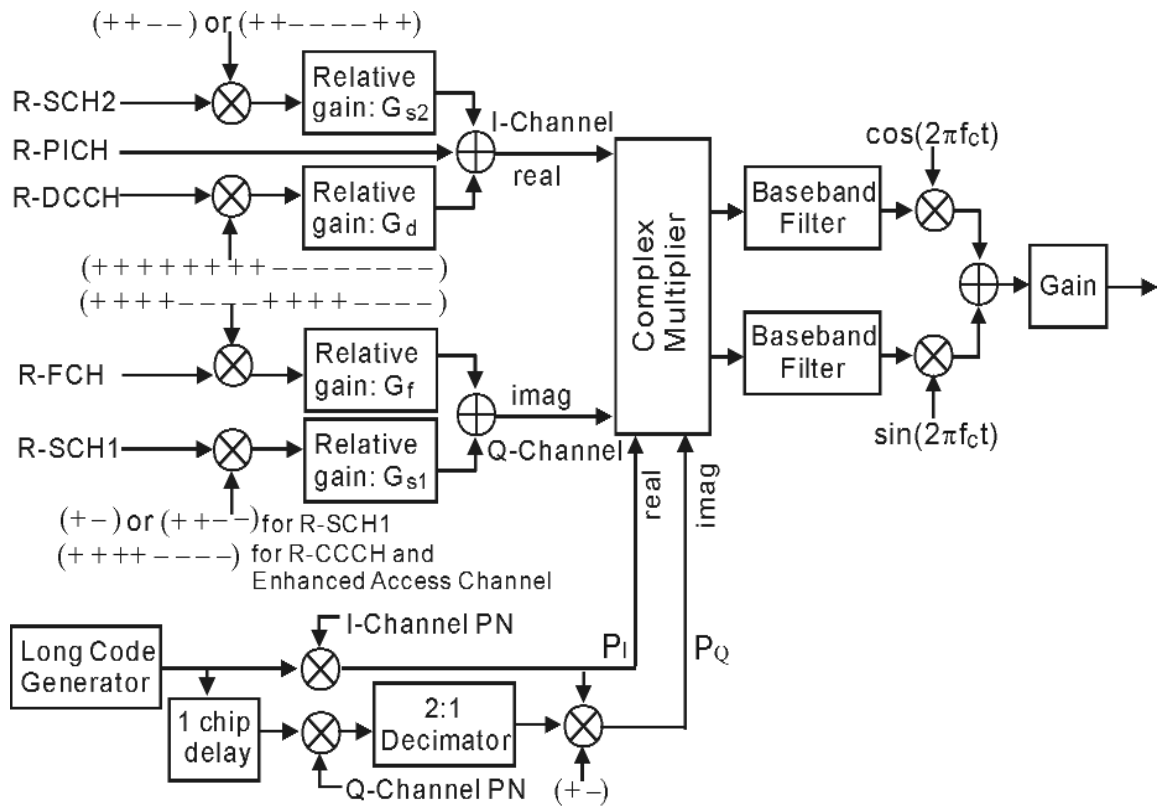 (++--) or (++----++)
R-SCH2
Relative gain: Gs2
R-PICH
I-Channel
real
R-DCCH
Relative gain: Gd
(++++++++--------)
(++++----++++----)
R-FCH
Relative gain: Gf
imag
Q-Channel
R-SCH1
Relative gain: Gs1
(+-) or (++--) for R-SCH1
(++++----) for R-CCCH and
Enhanced Access Channel
Complex Multiplier
real
imag
Baseband Filter
Baseband Filter
cos(2πfCt)
sin(2πfCt)
Gain
Long Code Generator
I-Channel PN
PI
PQ
1 chip delay
2:1 Decimator
Q-Channel PN
(+-)